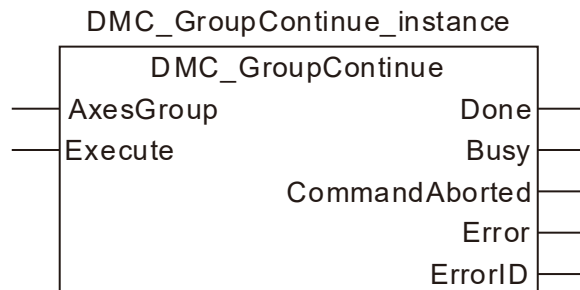 DMC_GroupContinue_instance
DMC_GroupContinue
AxesGroup Done
Execute Busy
CommandAborted
Error
ErrorID